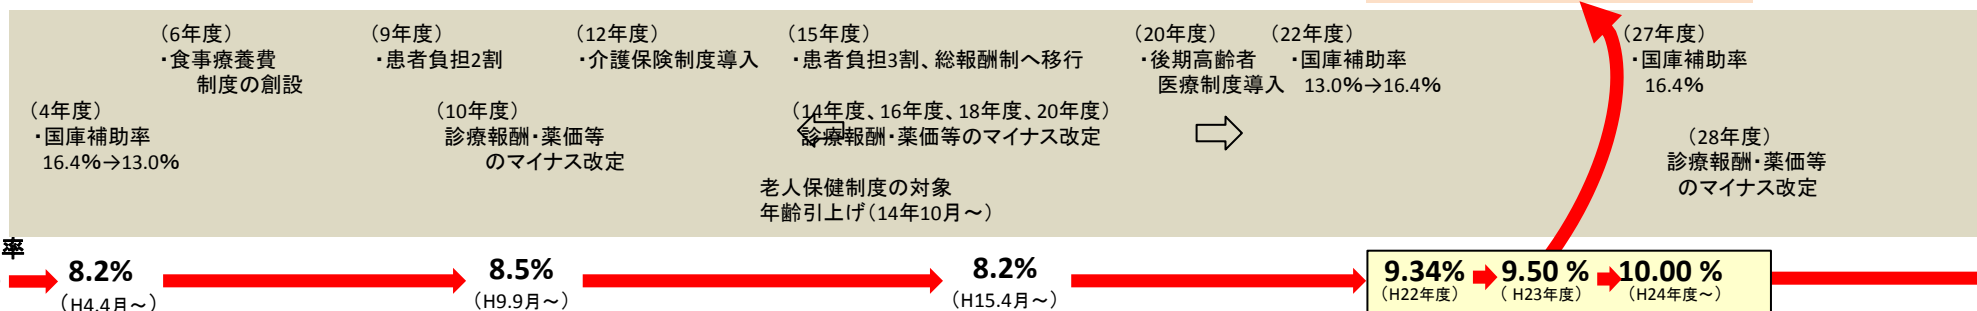 （6年度）
・食事療養費
制度の創設
（9年度）
・患者負担2割
（12年度）
・介護保険制度導入
（15年度）
・患者負担3割、総報酬制へ移行
（20年度）
・後期高齢者
医療制度導入
（22年度）
・国庫補助率
13.0%→16.4%
（27年度）
・国庫補助率
16.4%
（4年度）
・国庫補助率
16.4%→13.0%
（10年度）
診療報酬・薬価等
のマイナス改定
（14年度、16年度、18年度、20年度）
診療報酬・薬価等のマイナス改定
（28年度）
診療報酬・薬価等
のマイナス改定
老人保健制度の対象
年齢引上げ（14年10月～）
率
8.2%
（H4.4月～）
8.5%
（H9.9月～）
8.2%
（H15.4月～）
9.34%
（H22年度）
9.50 %
（ H23年度）
10.00 %
（H24年度～）